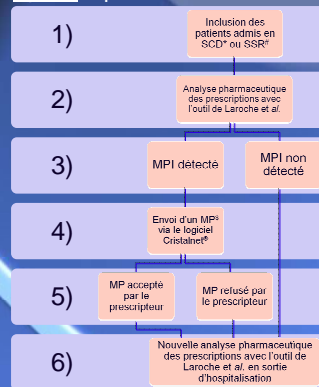 1)
Inclusion des
patients admis en
SCD* ou SSR#
2)
Analyse pharmaceutique
des prescriptions avec
l'outil de Laroche et al.
3)
MPI détecté
MPI non
détecté
4)
Envoi d'un MP$
via le logiciel
Cristalnet®
5)
MP accepté
par le
prescripteur
MP refusé par
le prescripteur
6)
Nouvelle analyse pharmaceutique
des prescriptions avec l'outil de
Laroche et al. en sortie
d'hospitalisation